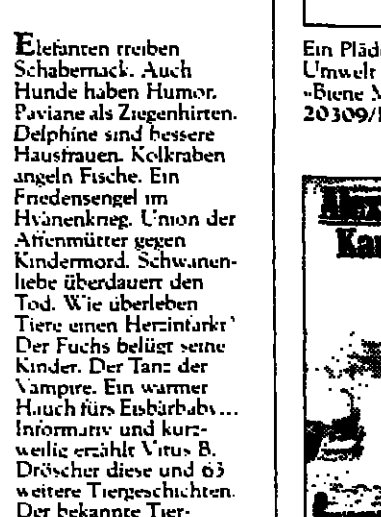 Elefanten treiben
Schabernack. Auch
Hunde haben Humor.
Paviane als Ziegenhirten.
Delphine sind bessere
Hausfrauen. Kolkraben
angeln Fische. Ein
Friedensengel im
Hyänenkrieg. Union der
Affenmütter gegen
Kindermord. Schwanen-
liebe überdauert den
Tod. Wie überleben
Tiere einen Herzinfarkt?
Der Fuchs belügt seine
Kinder. Der Tanz der
Vampire. Ein warmer
Hauch fürs Eisbärbaby...
Informativ und kurz-
weilig erzählt Vitus B.
Dröscher diese und 63
weitere Tiergeschichten.
Der bekannte Tier-
Ein Pläd
Umwelt
»Biene
20309/
Alex
Ka